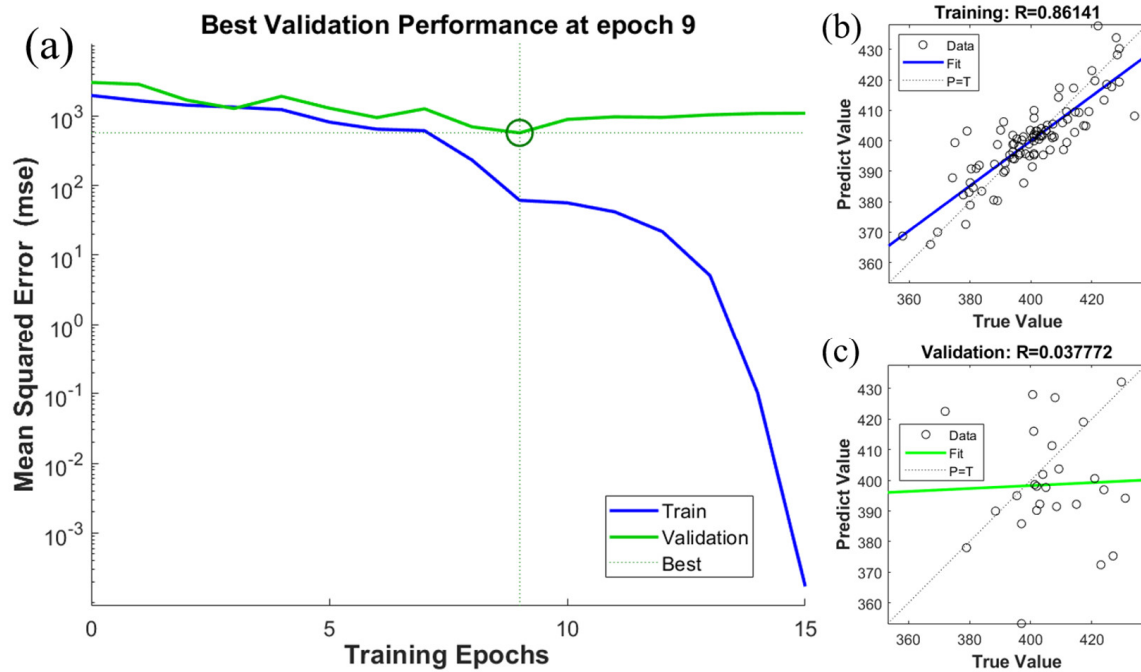 (a)
Best Validation Performance at epoch 9
Mean Squared Error (mse)
10^3
10^2
10^1
10^0
10^-1
10^-2
10^-3
0
5
10
15
Training Epochs
Train
Validation
Best
(b)
Training: R=0.86141
Predict Value
430
420
410
400
390
380
370
360
Data
Fit
P=T
360
380
400
420
True Value
(c)
Validation: R=0.037772
Predict Value
430
420
410
400
390
380
370
360
Data
Fit
P=T
360
380
400
420
True Value